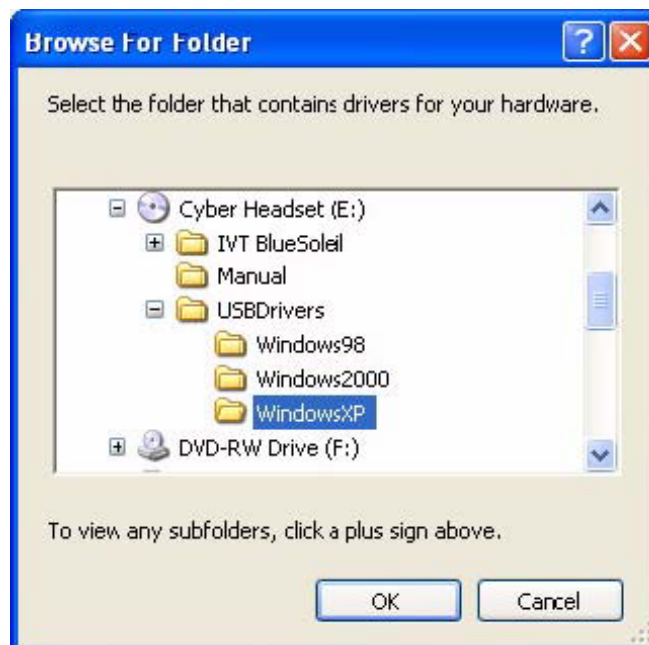 Browse For Folder
Select the folder that contains drivers for your hardware.
Cyber Headset (E:)
IVT BlueSoleil
Manual
USBDrivers
Windows98
Windows2000
WindowsXP
DVD-RW Drive (F:)
To view any subfolders, click a plus sign above.
OK
Cancel